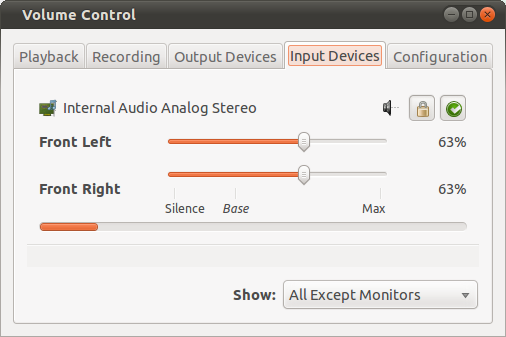 Volume Control
Playback Recording Output Devices Input Devices Configuration
Internal Audio Analog Stereo
Front Left 63%
Front Right 63%
Silence Base Max
Show: All Except Monitors